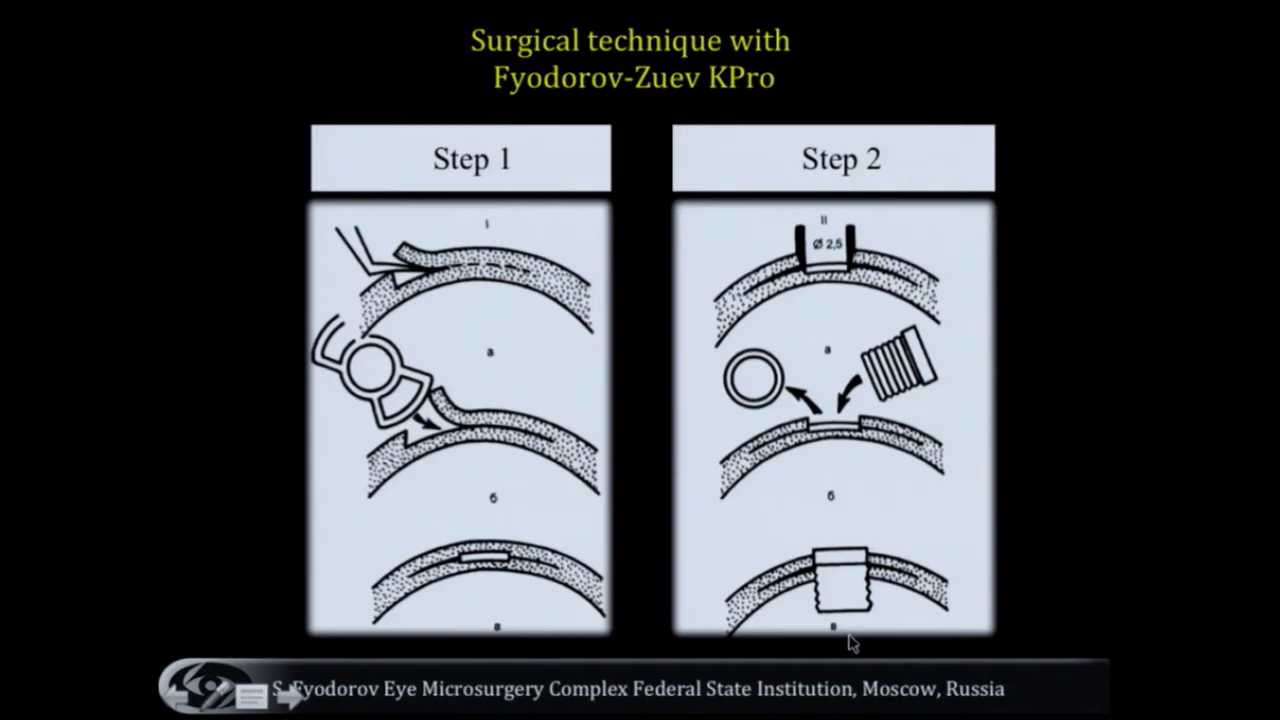 Surgical technique with
Fyodorov-Zuev KPro
Step 1
Step 2
I
а
б
в
II
Ø 2,5
а
б
в
S. Fyodorov Eye Microsurgery Complex Federal State Institution, Moscow, Russia